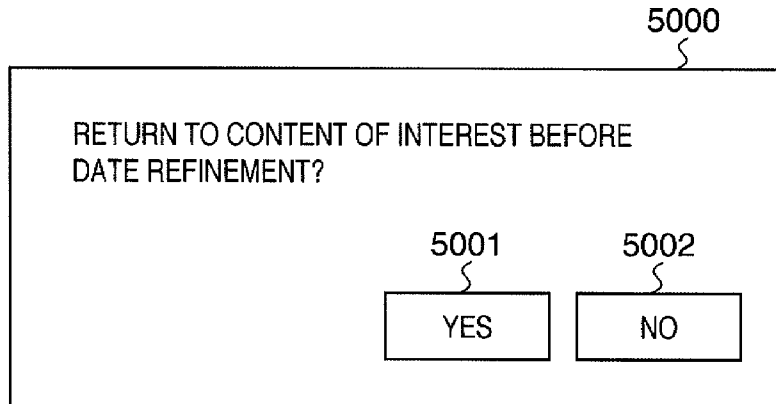 5000
RETURN TO CONTENT OF INTEREST BEFORE
DATE REFINEMENT?
5001 5002
YES NO